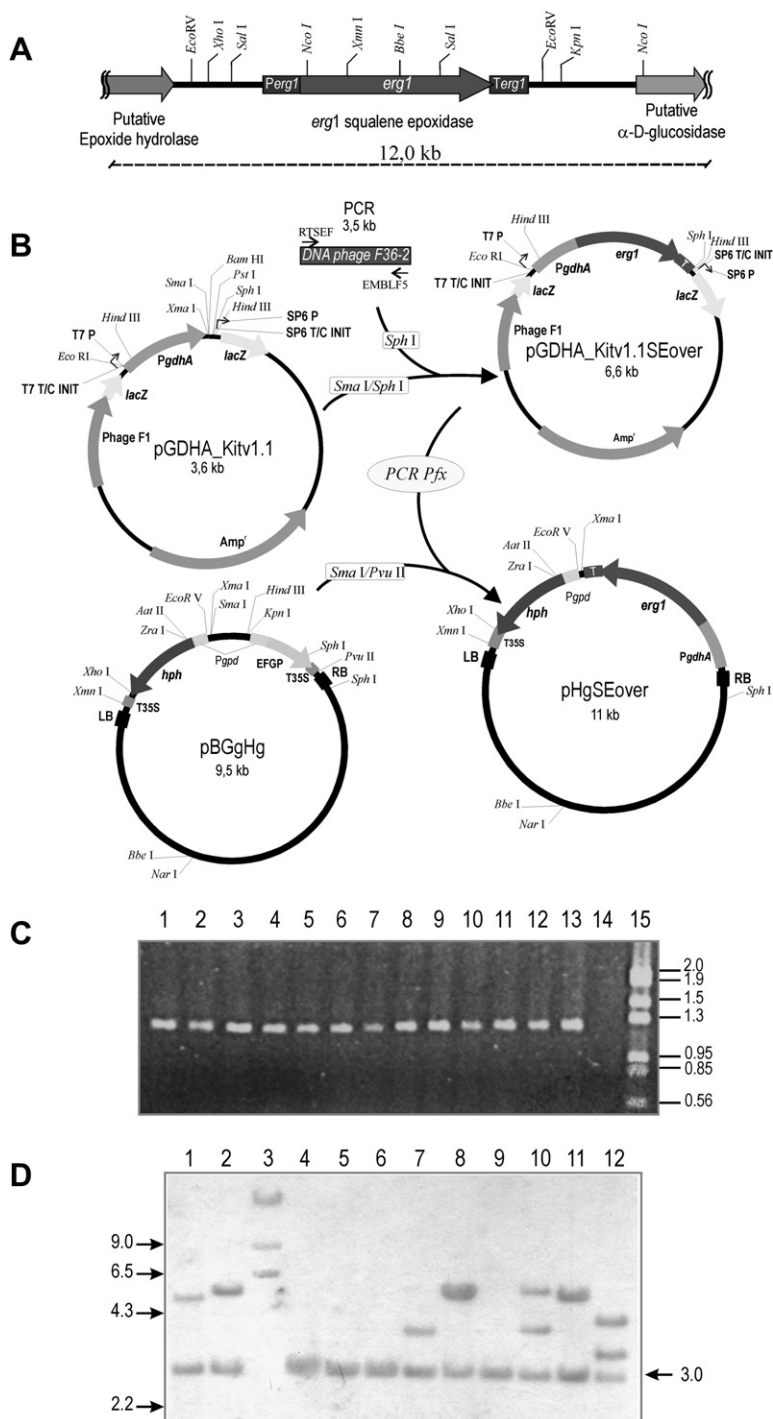 A
EcoRV
Xho I
Sal I
Nco I
Xmn I
Bbe I
Sal I
EcoRV
Kpn I
Nco I
Perg1
erg1
Terg1
Putative
Epoxide hydrolase
erg1 squalene epoxidase
Putative
α-D-glucosidase
12,0 kb
B
PCR
3,5 kb
RTSEF
DNA phage F36-2
EMBLF5
Bam HI
Pst I
Sma I
Sph I
Xma I
Hind III
SP6 P
SP6 T/C INIT
Hind III
T7 P
Eco RI
T7 T/C INIT
lacZ
PgdhA
lacZ
Phage F1
pGDHA_Kitv1.1
3,6 kb
Ampr
Sph I
Sma I/Sph I
Hind III
T7 P
Eco RI
T7 T/C INIT
lacZ
PgdhA
erg1
T
Sph I
Hind III
SP6 T/C INIT
SP6 P
lacZ
Phage F1
pGDHA_Kitv1.1SEover
6,6 kb
Ampr
PCR Pfx
Sma I/Pvu II
Xma I
EcoR V
Sma I
Hind III
Aat II
Kpn I
Zra I
Pgpd
EFGP
Sph I
T35S
Pvu II
RB
Sph I
Xho I
hph
Xmn I
T35S
LB
pBGgHg
9,5 kb
Bbe I
Nar I
Xma I
EcoR V
Aat II
Zra I
T
Pgpd
hph
erg1
Xho I
Xmn I
T35S
LB
PgdhA
RB
Sph I
pHgSEover
11 kb
Bbe I
Nar I
C
1 2 3 4 5 6 7 8 9 10 11 12 13 14 15
2.0
1.9
1.5
1.3
0.95
0.85
0.56
D
1 2 3 4 5 6 7 8 9 10 11 12
9.0
6.5
4.3
3.0
2.2